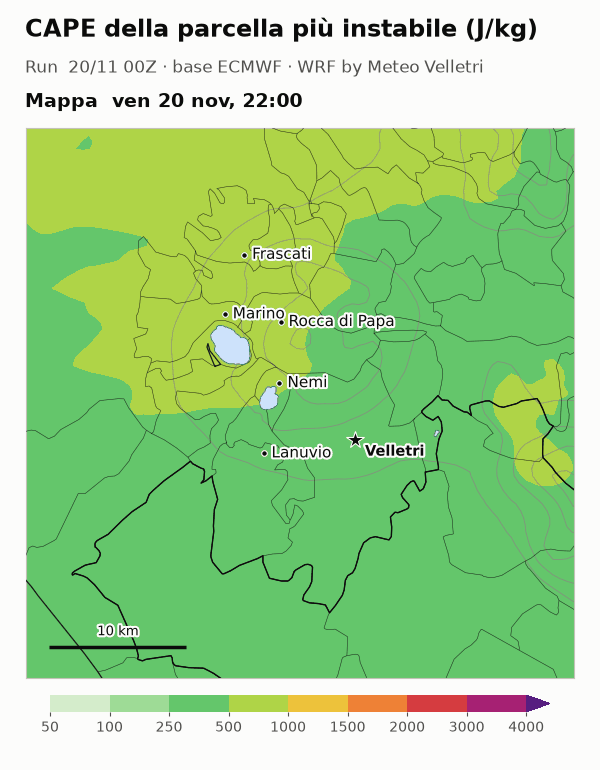 CAPE della parcella più instabile (J/kg)
Run  20/11 00Z · base ECMWF · WRF by Meteo Velletri
Mappa  ven 20 nov, 22:00
Frascati
Marino
Rocca di Papa
Nemi
Velletri
Lanuvio
10 km
50 100 250 500 1000 1500 2000 3000 4000